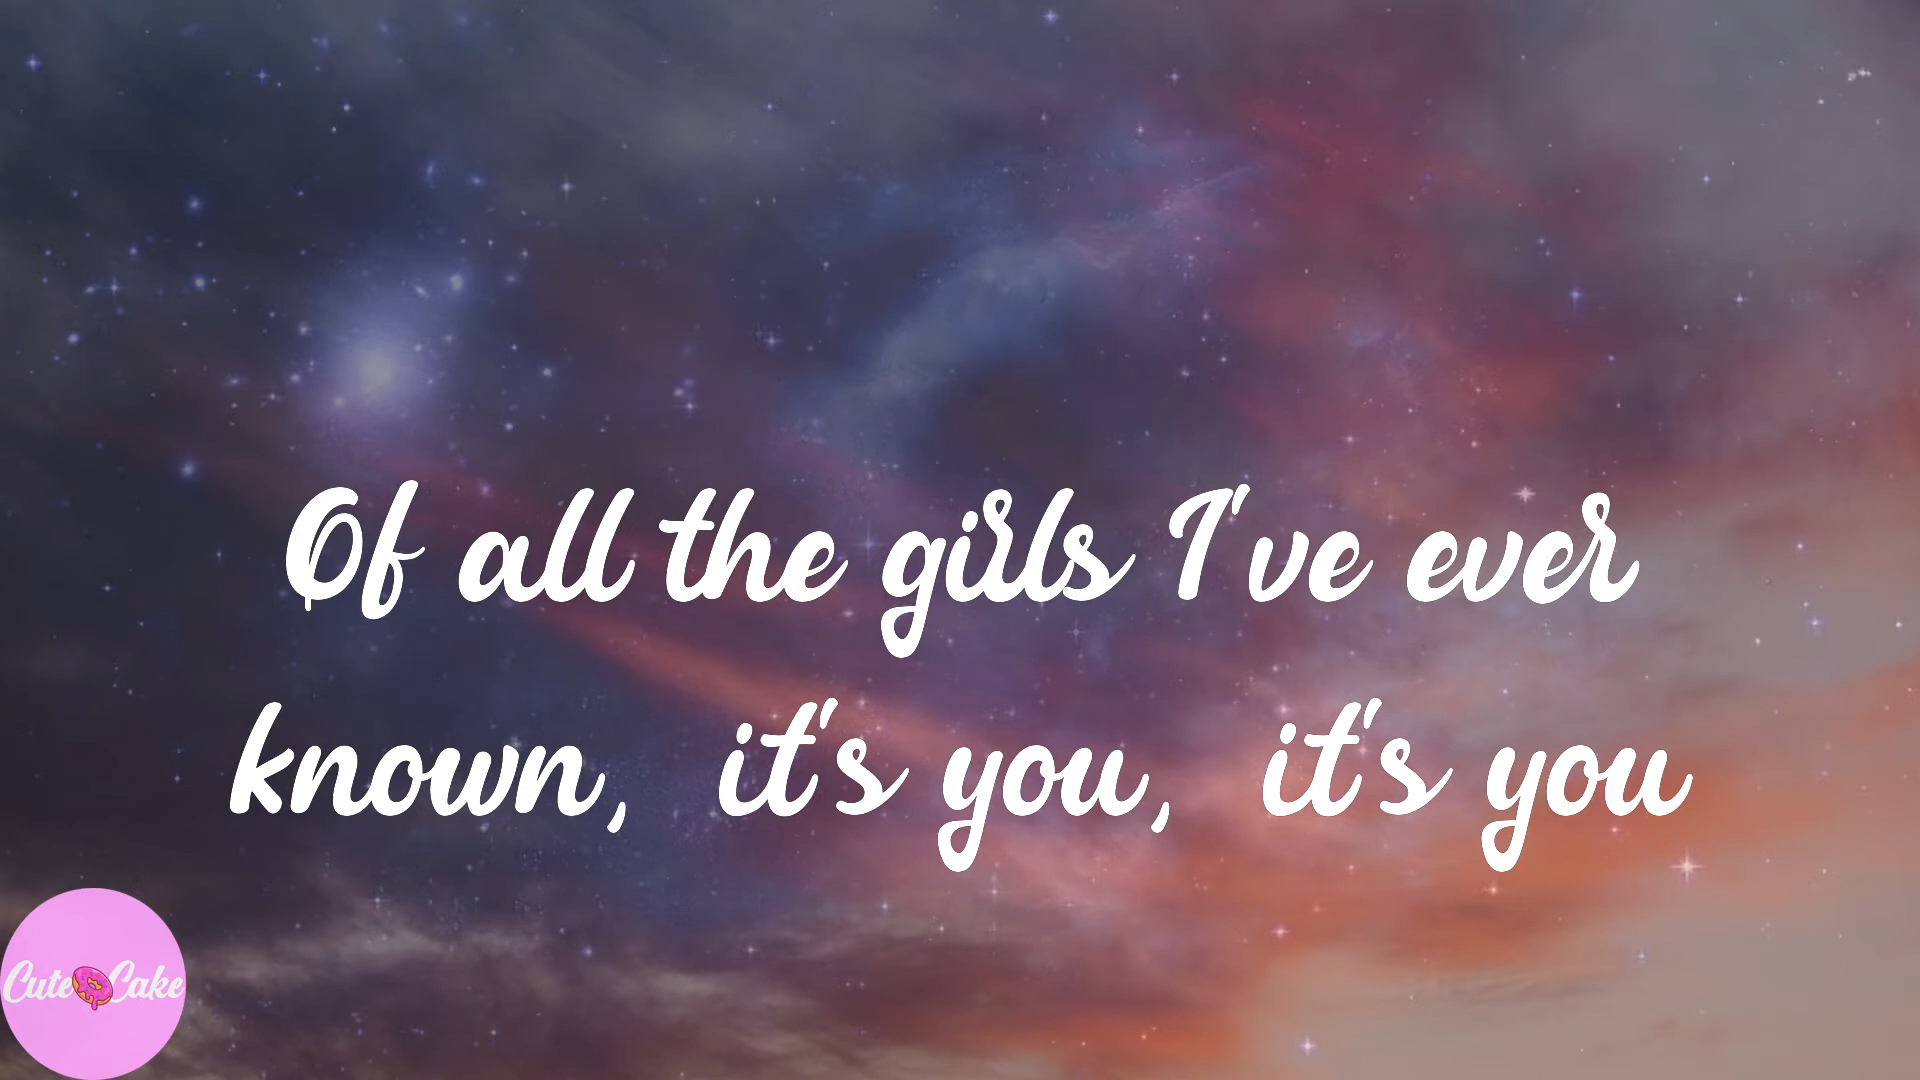 Of all the girls I've ever
known, it's you, it's you
Cute Cake